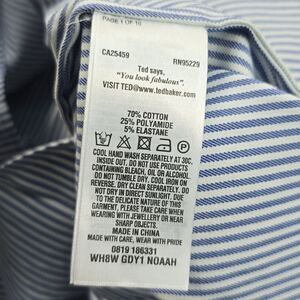 PAGE 1 OF 10
CA25459 RN95229
Ted says,
"You look fabulous".
VISIT TED@www.tedbaker.com
70% COTTON
25% POLYAMIDE
5% ELASTANE
COOL HAND WASH SEPARATELY AT 30C.
INSIDE OUT. DO NOT USE PRODUCTS
CONTAINING BLEACH, OIL OR ALCOHOL.
DO NOT TUMBLE DRY. COOL IRON ON
REVERSE. DRY CLEAN SEPARATELY. DO
NOT DRY IN DIRECT SUNLIGHT. DUE
TO THE DELICATE NATURE OF THIS
GARMENT, PLEASE TAKE CARE WHEN
WEARING WITH JEWELLERY OR NEAR
SHARP OBJECTS.
MADE IN CHINA
MADE WITH CARE, WEAR WITH PRIDE
0819 186331
WH8W GDY1 NOAAH